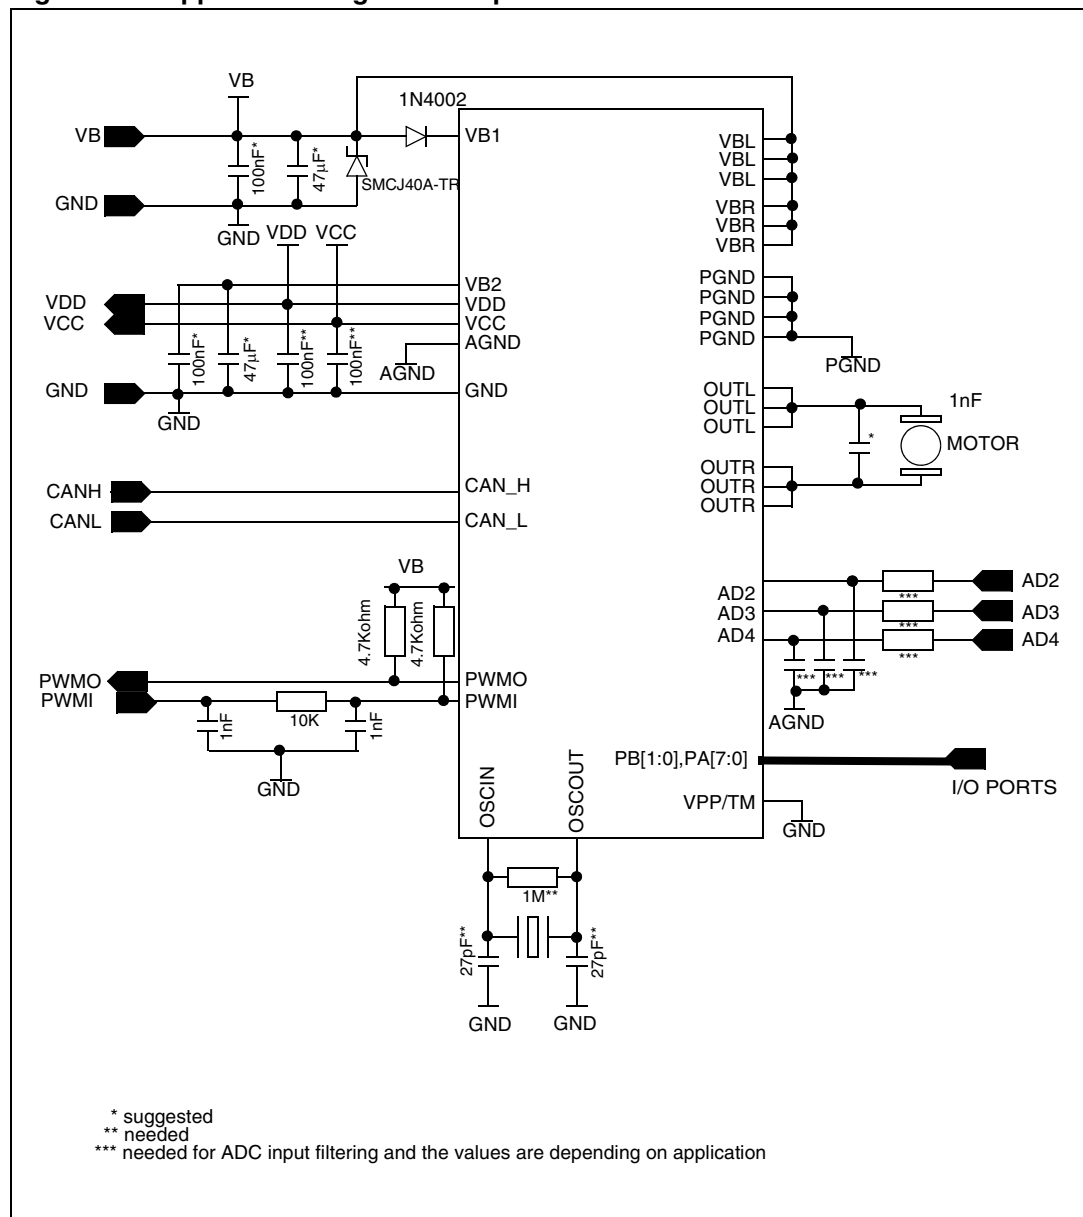 VB
1N4002
VB
VB1
100nF*
47µF*
SMCJ40A-TR
GND
GND
VDD
VCC
VBL
VBL
VBL
VBR
VBR
VBR
VB2
VDD
VDD
VCC
VCC
AGND
AGND
100nF*
47µF*
100nF**
100nF**
GND
GND
GND
PGND
PGND
PGND
PGND
PGND
OUTL
OUTL
OUTL
1nF
*
MOTOR
OUTR
OUTR
OUTR
CANH
CAN_H
CANL
CAN_L
VB
4.7Kohm
4.7Kohm
PWMO
PWMO
PWMI
PWMI
1nF
10K
1nF
GND
AD2
AD3
AD4
***
***
***
AD2
AD3
AD4
***
***
***
AGND
PB[1:0],PA[7:0]
I/O PORTS
VPP/TM
GND
OSCIN
OSCOUT
1M**
27pF**
27pF**
GND
GND
* suggested
** needed
*** needed for ADC input filtering and the values are depending on application